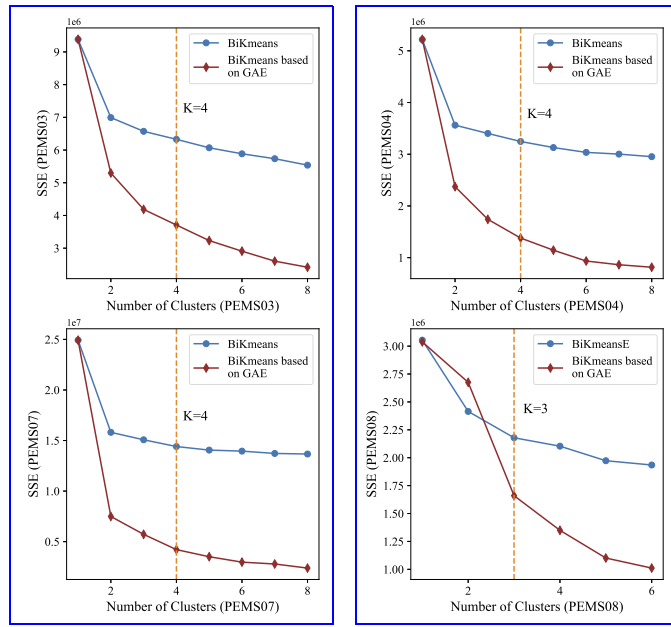 1e6
BiKmeans
BiKmeans based
on GAE
9
8
7
6
5
4
3
K=4
SSE (PEMS03)
2 4 6 8
Number of Clusters (PEMS03)
1e6
BiKmeans
BiKmeans based
on GAE
5
4
3
2
1
K=4
SSE (PEMS04)
2 4 6 8
Number of Clusters (PEMS04)
1e7
BiKmeans
BiKmeans based
on GAE
2.5
2.0
1.5
1.0
0.5
K=4
SSE (PEMS07)
2 4 6 8
Number of Clusters (PEMS07)
1e6
BiKmeansE
BiKmeans based
on GAE
3.00
2.75
2.50
2.25
2.00
1.75
1.50
1.25
1.00
K=3
SSE (PEMS08)
2 4 6
Number of Clusters (PEMS08)